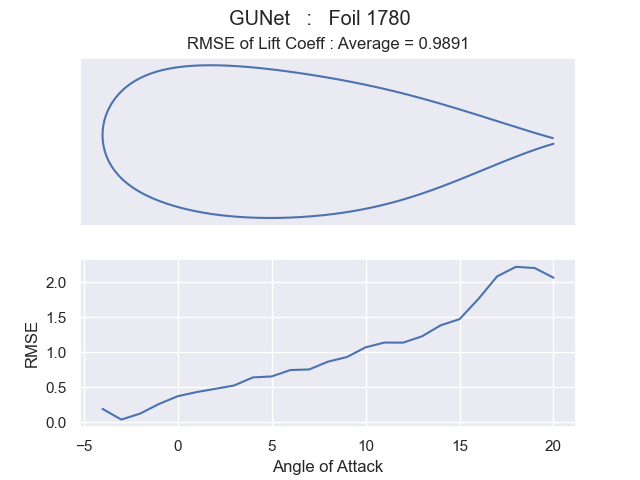 GUNet   :   Foil 1780
RMSE of Lift Coeff : Average = 0.9891
2.0
1.5
1.0
0.5
0.0
RMSE
−5
0
5
10
15
20
Angle of Attack